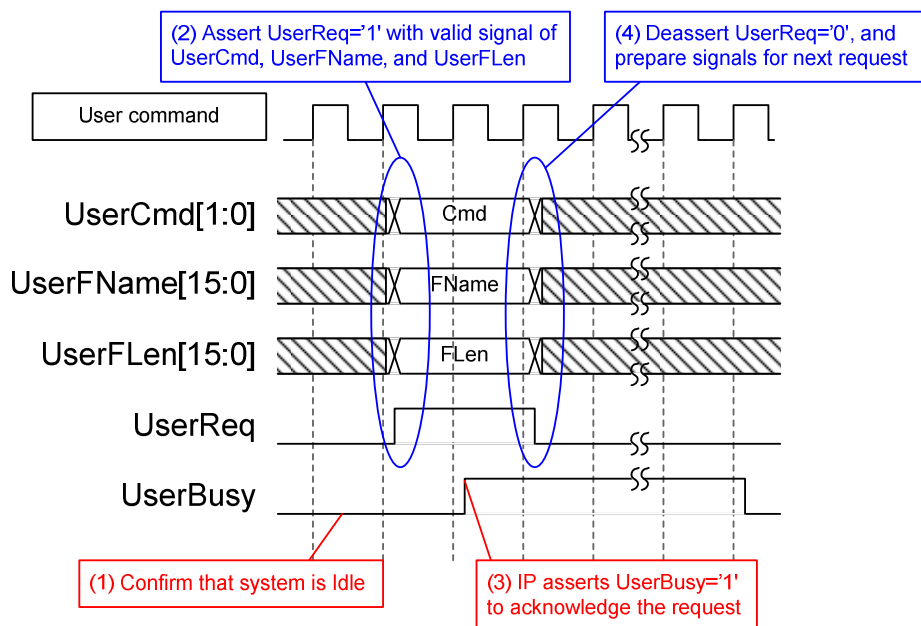 (2) Assert UserReq='1' with valid signal of
UserCmd, UserFName, and UserFLen
(4) Deassert UserReq='0', and
prepare signals for next request
User command
UserCmd[1:0]
Cmd
UserFName[15:0]
FName
UserFLen[15:0]
FLen
UserReq
UserBusy
(1) Confirm that system is Idle
(3) IP asserts UserBusy='1'
to acknowledge the request